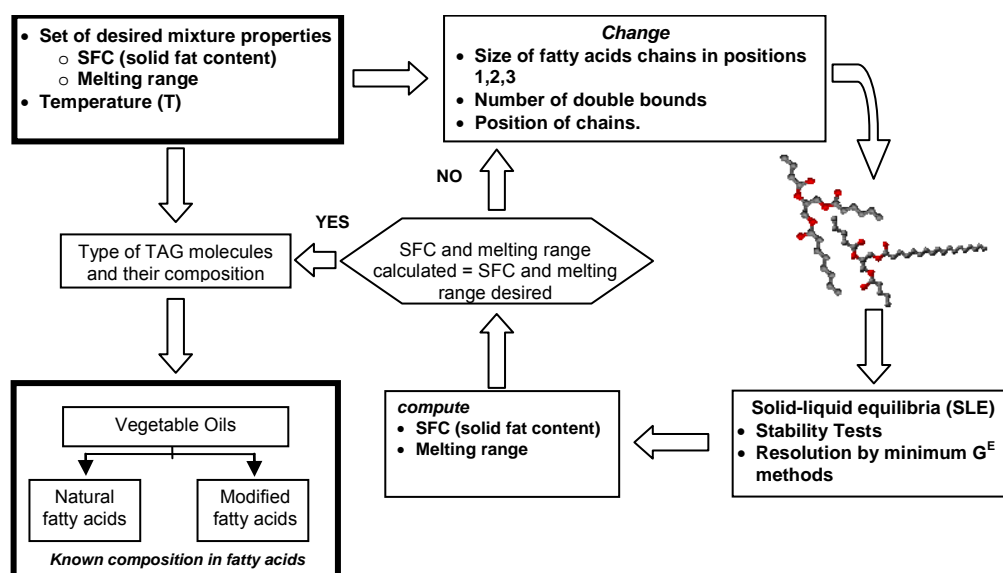 • Set of desired mixture properties
o SFC (solid fat content)
o Melting range
• Temperature (T)
Change
• Size of fatty acids chains in positions
1,2,3
• Number of double bounds
• Position of chains.
NO
YES
Type of TAG molecules
and their composition
SFC and melting range
calculated = SFC and melting
range desired
Vegetable Oils
Natural
fatty acids
Modified
fatty acids
Known composition in fatty acids
compute
• SFC (solid fat content)
• Melting range
Solid-liquid equilibria (SLE)
• Stability Tests
• Resolution by minimum G^E
methods